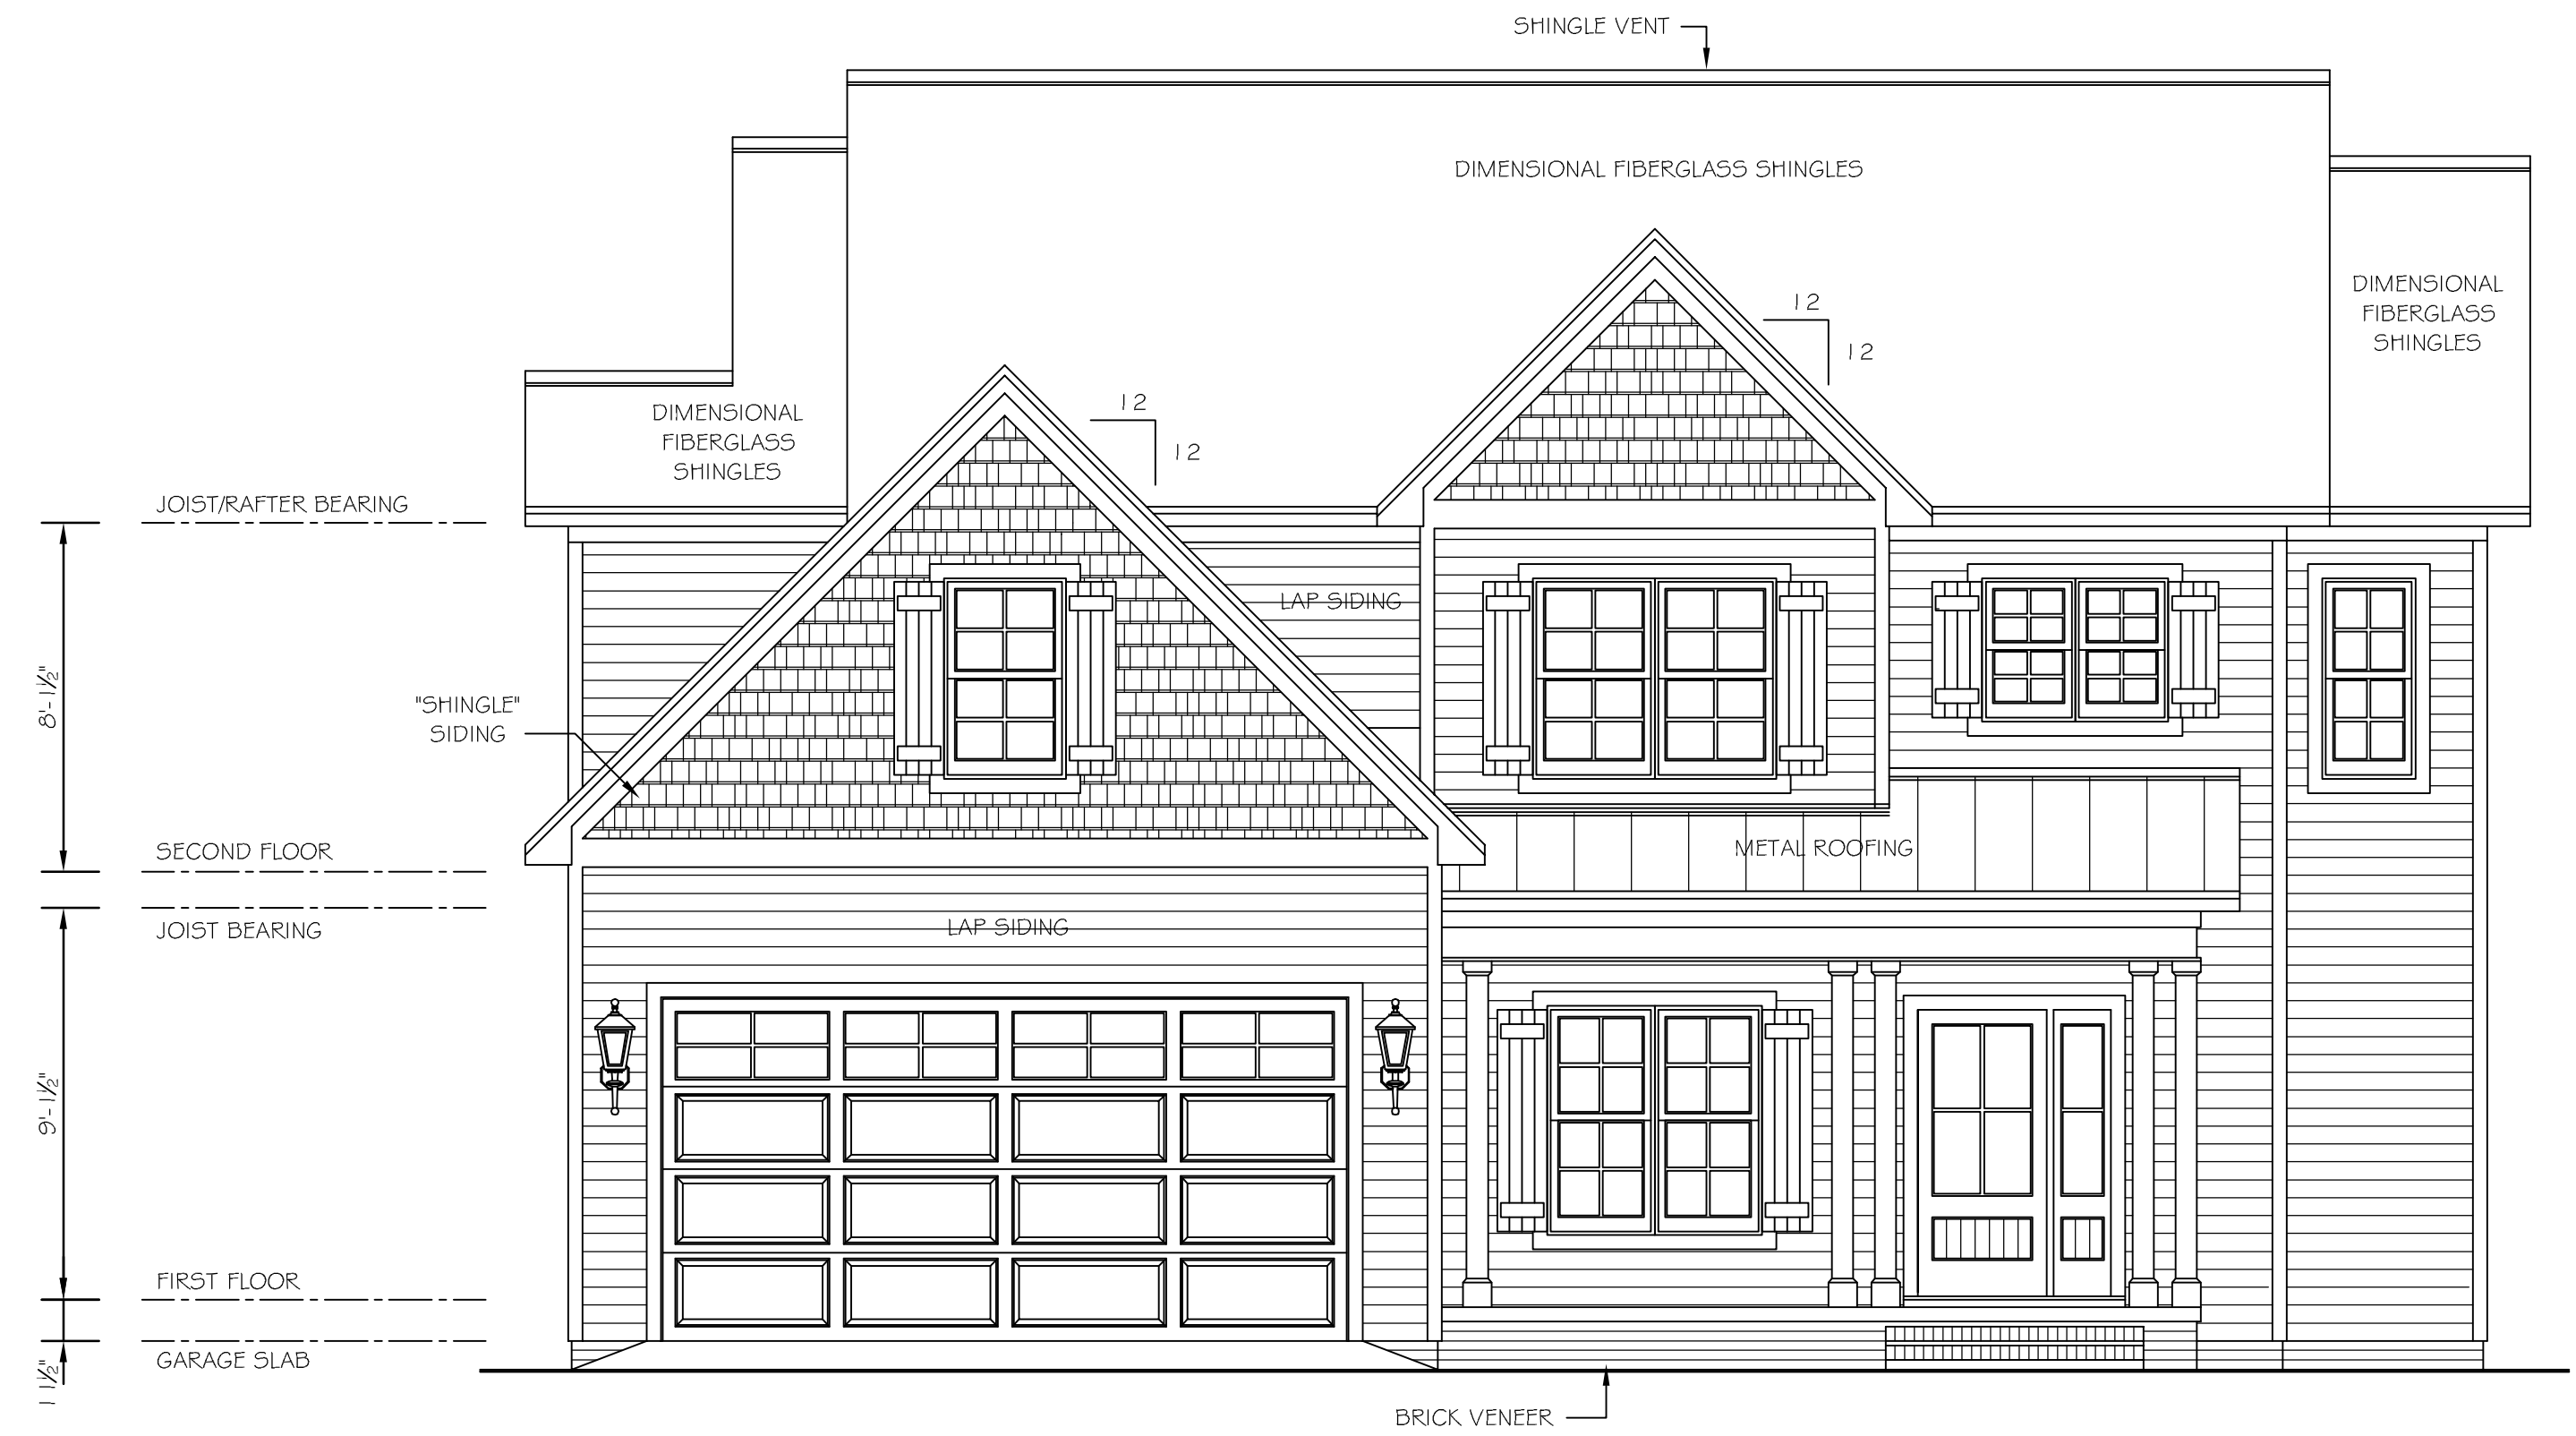 SHINGLE VENT
DIMENSIONAL FIBERGLASS SHINGLES
DIMENSIONAL
FIBERGLASS
SHINGLES
12
12
12
12
DIMENSIONAL
FIBERGLASS
SHINGLES
JOIST/RAFTER BEARING
LAP SIDING
8'-1½"
"SHINGLE"
SIDING
SECOND FLOOR
METAL ROOFING
JOIST BEARING
LAP SIDING
9'-1½"
FIRST FLOOR
GARAGE SLAB
11½"
BRICK VENEER